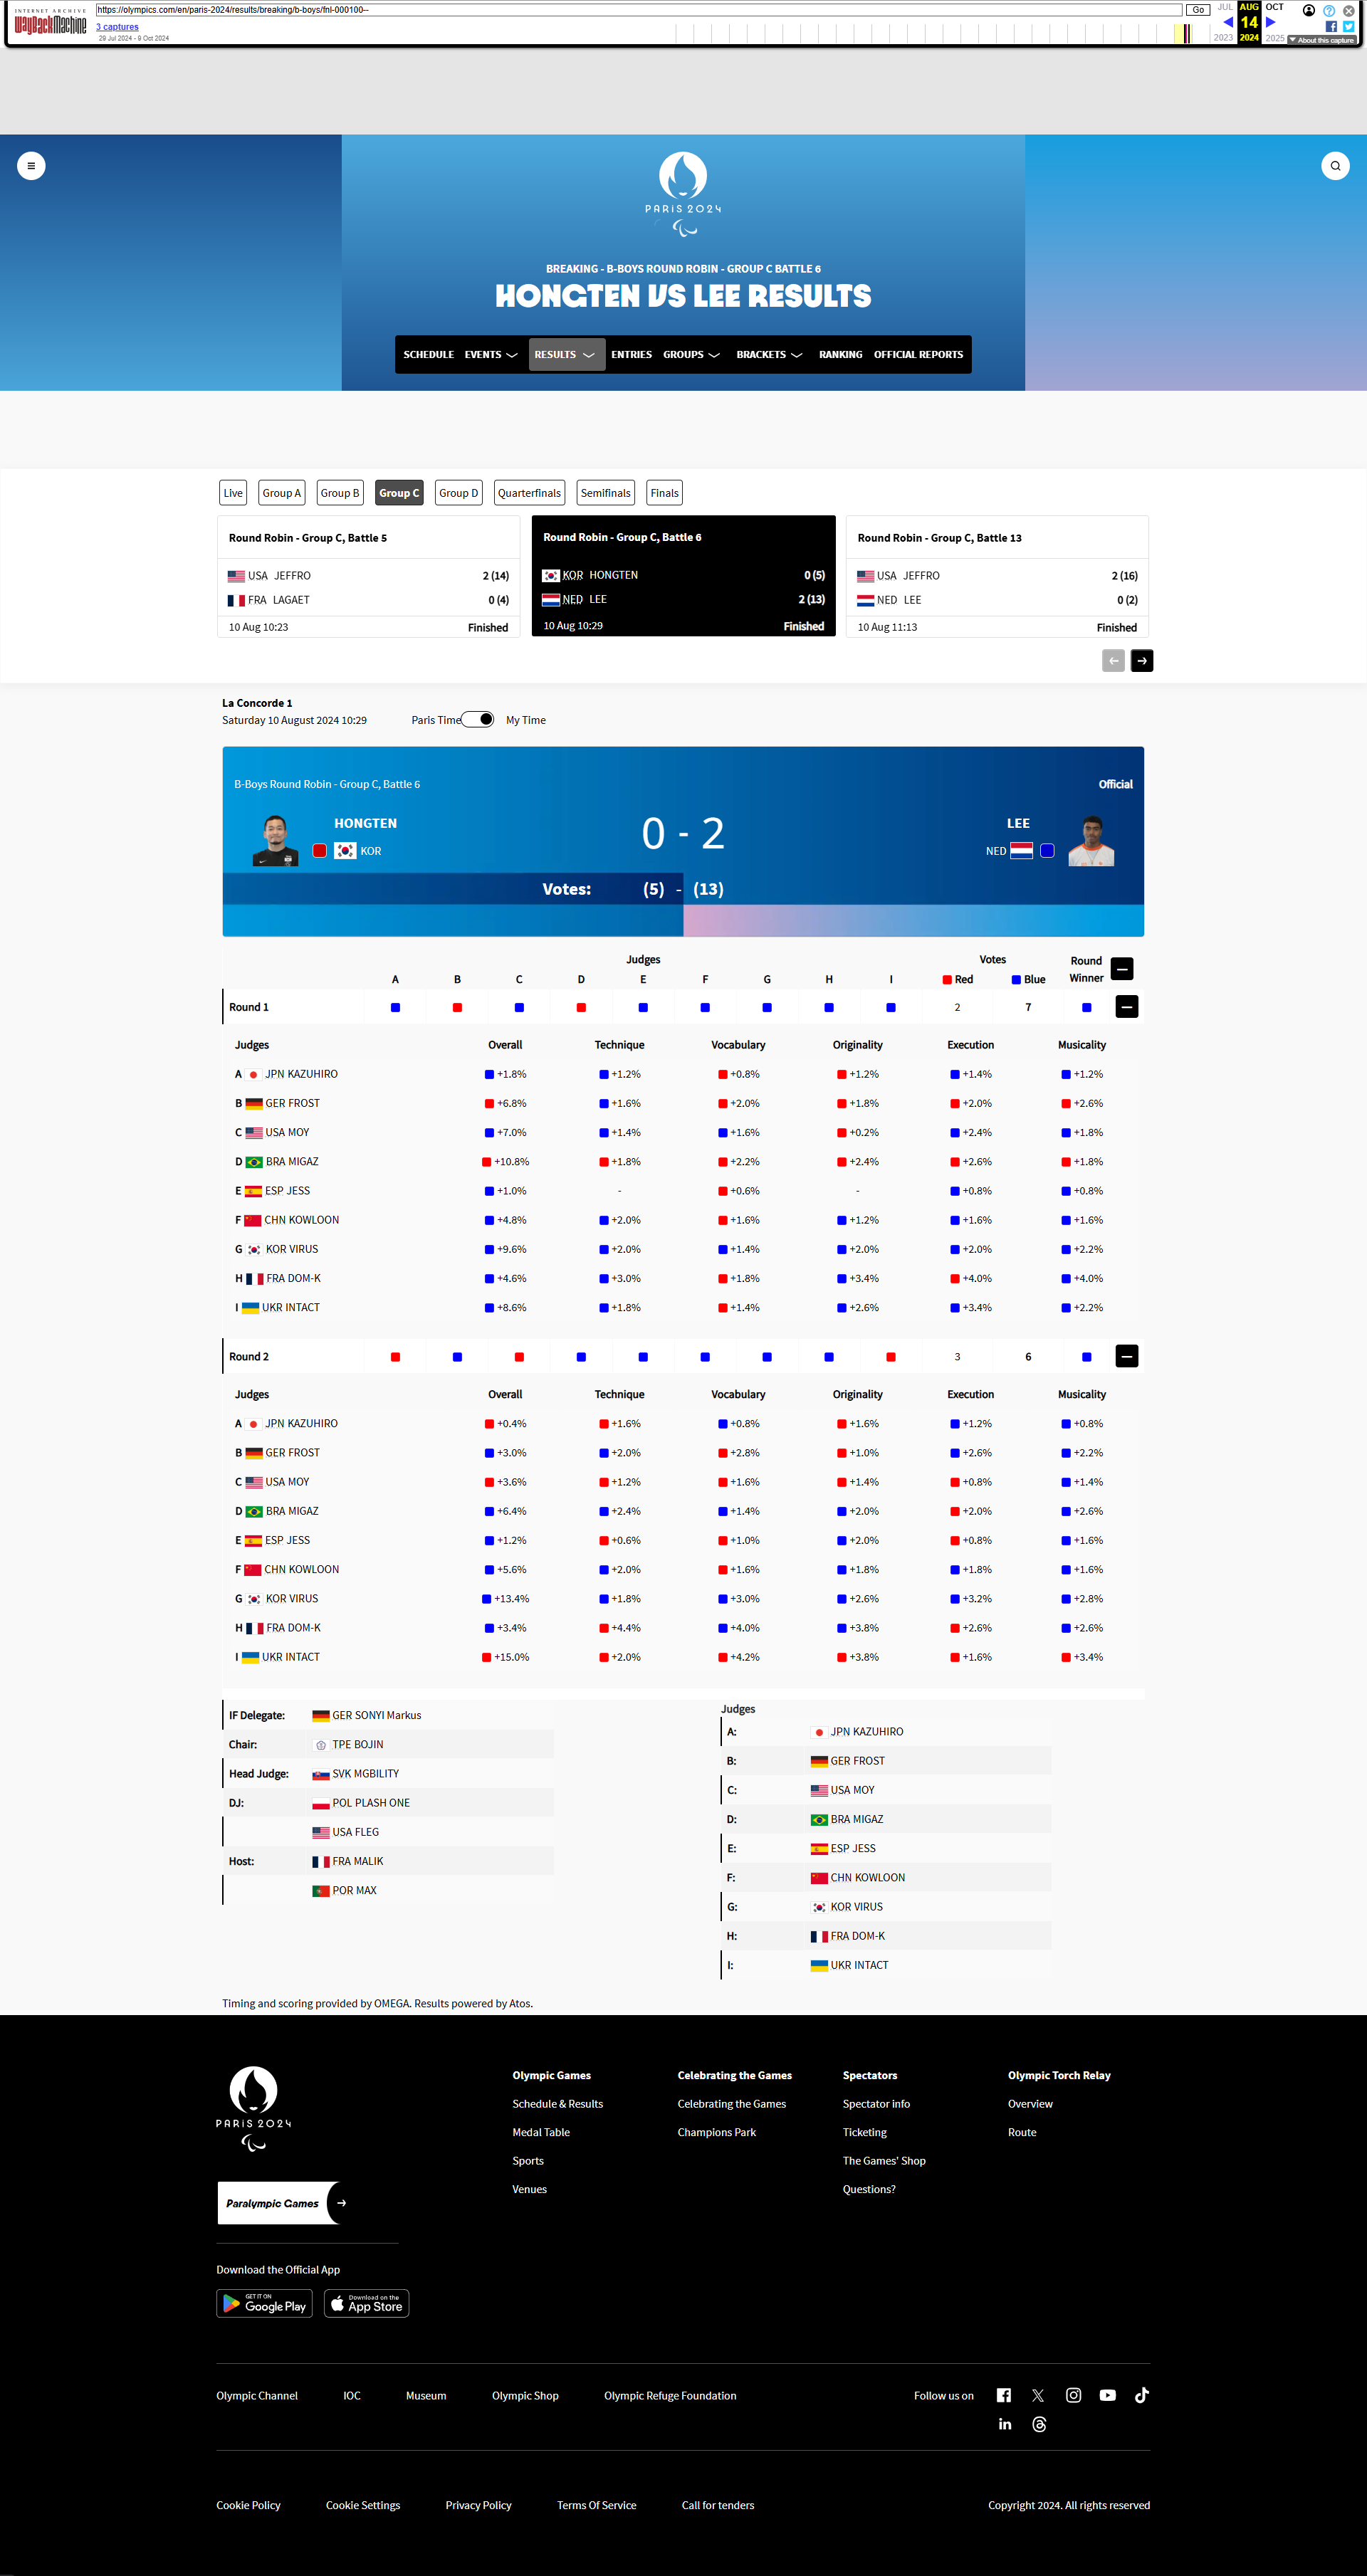 INTERNET ARCHIVE
WayBackMachine
https://olympics.com/en/paris-2024/results/breaking/b-boys/fnl-000100--
Go
JUL AUG OCT
3 captures
14
29 Jul 2024 - 9 Oct 2024
2023 2024 2025
About this capture
PARIS 2024
BREAKING - B-BOYS ROUND ROBIN - GROUP C BATTLE 6
HONGTEN VS LEE RESULTS
SCHEDULE EVENTS RESULTS ENTRIES GROUPS BRACKETS RANKING OFFICIAL REPORTS
Live Group A Group B Group C Group D Quarterfinals Semifinals Finals
Round Robin - Group C, Battle 5
USA JEFFRO 2 (14)
FRA LAGAET 0 (4)
10 Aug 10:23 Finished
Round Robin - Group C, Battle 6
KOR HONGTEN 0 (5)
NED LEE 2 (13)
10 Aug 10:29 Finished
Round Robin - Group C, Battle 13
USA JEFFRO 2 (16)
NED LEE 0 (2)
10 Aug 11:13 Finished
La Concorde 1
Saturday 10 August 2024 10:29 Paris Time My Time
B-Boys Round Robin - Group C, Battle 6 Official
HONGTEN 0 - 2 LEE
KOR NED
Votes: (5) - (13)
Judges Votes Round Winner
A B C D E F G H I Red Blue
Round 1 2 7
Judges Overall Technique Vocabulary Originality Execution Musicality
A JPN KAZUHIRO +1.8% +1.2% +0.8% +1.2% +1.4% +1.2%
B GER FROST +6.8% +1.6% +2.0% +1.8% +2.0% +2.6%
C USA MOY +7.0% +1.4% +1.6% +0.2% +2.4% +1.8%
D BRA MIGAZ +10.8% +1.8% +2.2% +2.4% +2.6% +1.8%
E ESP JESS +1.0% - +0.6% - +0.8% +0.8%
F CHN KOWLOON +4.8% +2.0% +1.6% +1.2% +1.6% +1.6%
G KOR VIRUS +9.6% +2.0% +1.4% +2.0% +2.0% +2.2%
H FRA DOM-K +4.6% +3.0% +1.8% +3.4% +4.0% +4.0%
I UKR INTACT +8.6% +1.8% +1.4% +2.6% +3.4% +2.2%
Round 2 3 6
Judges Overall Technique Vocabulary Originality Execution Musicality
A JPN KAZUHIRO +0.4% +1.6% +0.8% +1.6% +1.2% +0.8%
B GER FROST +3.0% +2.0% +2.8% +1.0% +2.6% +2.2%
C USA MOY +3.6% +1.2% +1.6% +1.4% +0.8% +1.4%
D BRA MIGAZ +6.4% +2.4% +1.4% +2.0% +2.0% +2.6%
E ESP JESS +1.2% +0.6% +1.0% +2.0% +0.8% +1.6%
F CHN KOWLOON +5.6% +2.0% +1.6% +1.8% +1.8% +1.6%
G KOR VIRUS +13.4% +1.8% +3.0% +2.6% +3.2% +2.8%
H FRA DOM-K +3.4% +4.4% +4.0% +3.8% +2.6% +2.6%
I UKR INTACT +15.0% +2.0% +4.2% +3.8% +1.6% +3.4%
IF Delegate: GER SONYI Markus
Chair: TPE BOJIN
Head Judge: SVK MGBILITY
DJ: POL PLASH ONE
USA FLEG
Host: FRA MALIK
POR MAX
Judges
A: JPN KAZUHIRO
B: GER FROST
C: USA MOY
D: BRA MIGAZ
E: ESP JESS
F: CHN KOWLOON
G: KOR VIRUS
H: FRA DOM-K
I: UKR INTACT
Timing and scoring provided by OMEGA. Results powered by Atos.
PARIS 2024
Paralympic Games
Download the Official App
GET IT ON
Google Play
Download on the
App Store
Olympic Games
Schedule & Results
Medal Table
Sports
Venues
Celebrating the Games
Celebrating the Games
Champions Park
Spectators
Spectator info
Ticketing
The Games' Shop
Questions?
Olympic Torch Relay
Overview
Route
Olympic Channel IOC Museum Olympic Shop Olympic Refuge Foundation Follow us on
Cookie Policy Cookie Settings Privacy Policy Terms Of Service Call for tenders Copyright 2024. All rights reserved